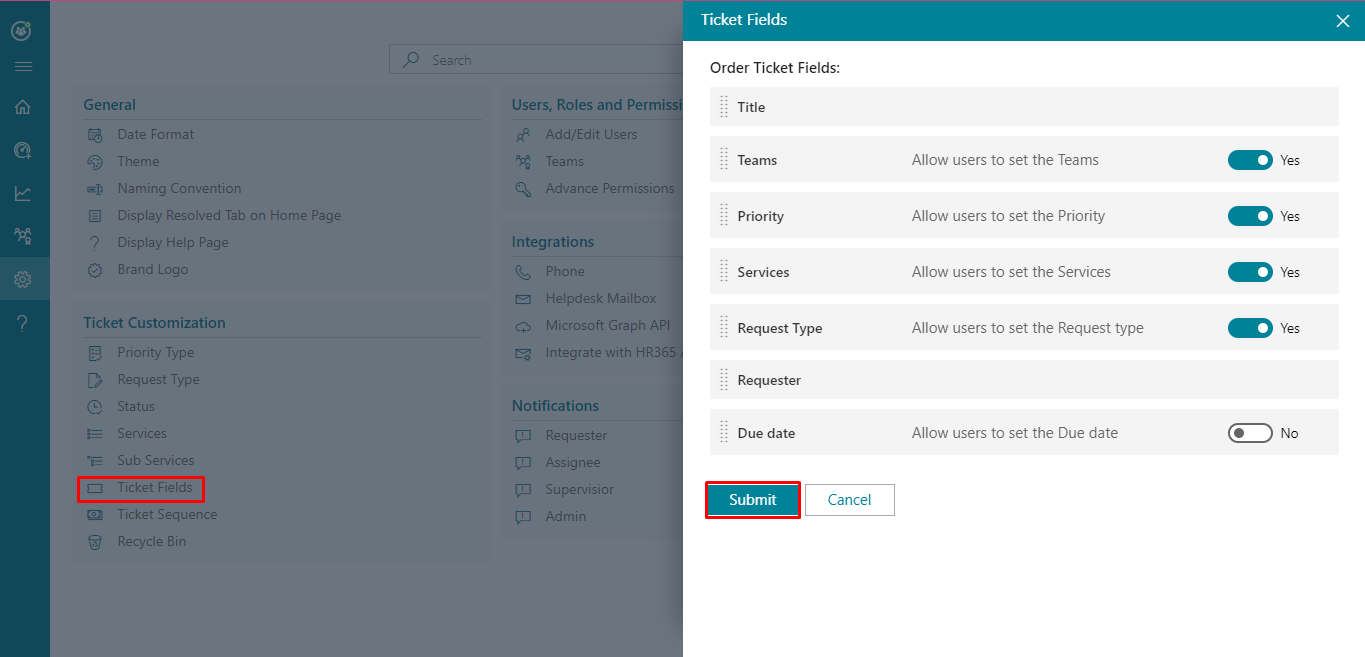 Search
General
Date Format
Theme
Naming Convention
Display Resolved Tab on Home Page
Display Help Page
Brand Logo
Ticket Customization
Priority Type
Request Type
Status
Services
Sub Services
Ticket Fields
Ticket Sequence
Recycle Bin
Users, Roles and Permissi
Add/Edit Users
Teams
Advance Permissions
Integrations
Phone
Helpdesk Mailbox
Microsoft Graph API
Integrate with HR365
Notifications
Requester
Assignee
Supervisior
Admin
Ticket Fields
Order Ticket Fields:
Title
Teams Allow users to set the Teams Yes
Priority Allow users to set the Priority Yes
Services Allow users to set the Services Yes
Request Type Allow users to set the Request type Yes
Requester
Due date Allow users to set the Due date No
Submit Cancel